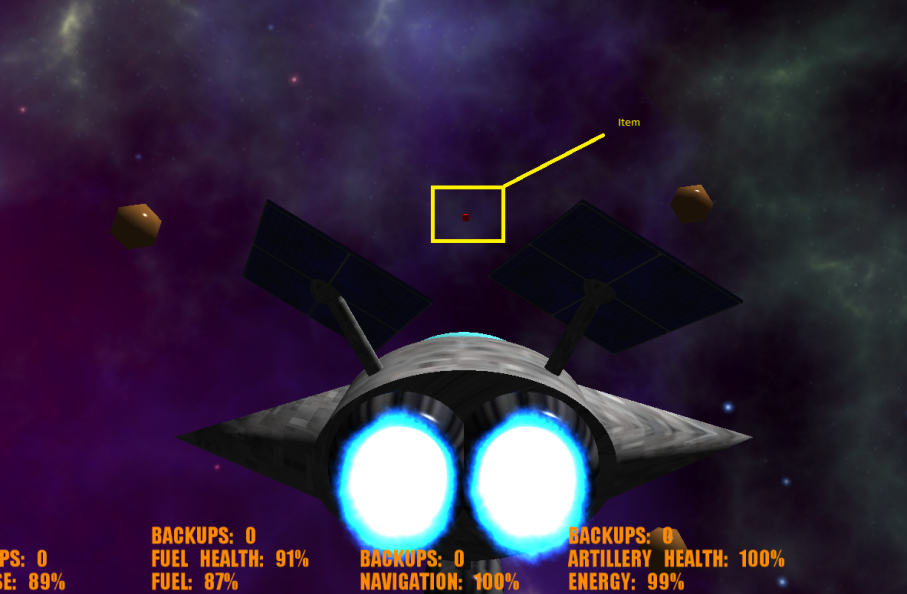 Item
BACKUPS: 0
FUEL HEALTH: 91%
FUEL: 87%
PS: 0
SE: 89%
BACKUPS: 0
NAVIGATION: 100%
BACKUPS: 0
ARTILLERY HEALTH: 100%
ENERGY: 99%